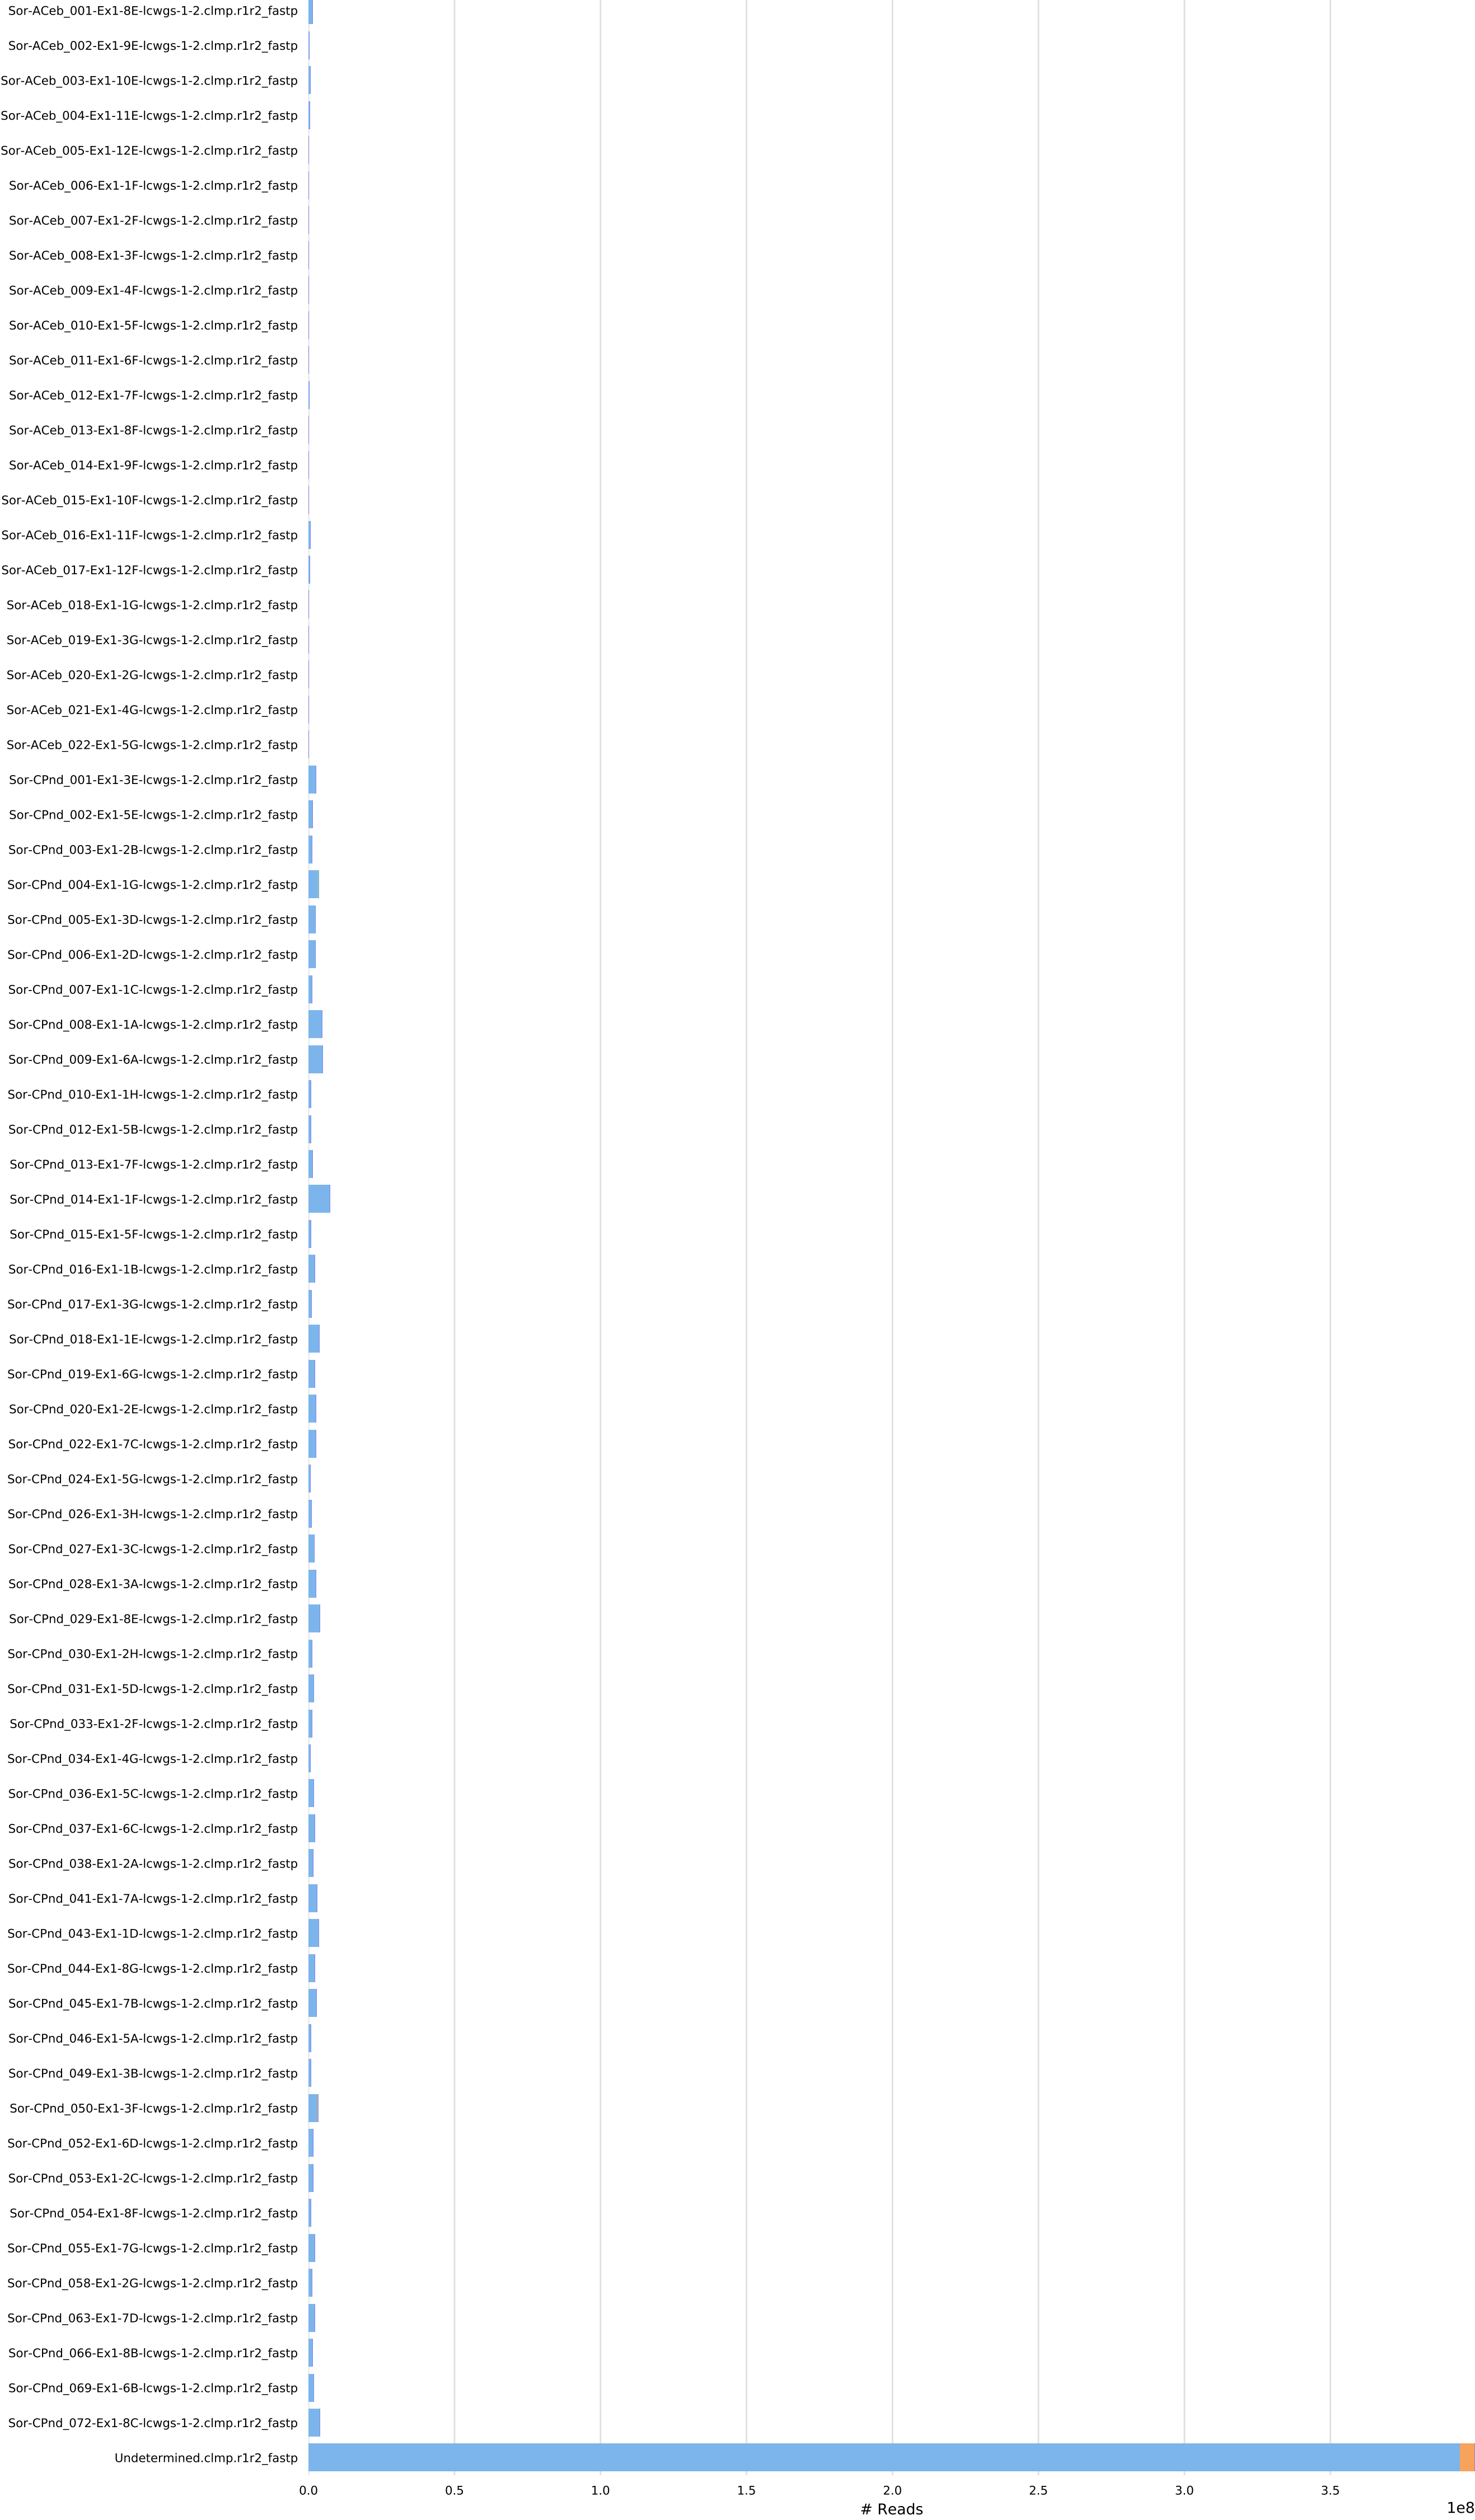 Sor-ACeb_001-Ex1-8E-lcwgs-1-2.clmp.r1r2_fastp
Sor-ACeb_002-Ex1-9E-lcwgs-1-2.clmp.r1r2_fastp
Sor-ACeb_003-Ex1-10E-lcwgs-1-2.clmp.r1r2_fastp
Sor-ACeb_004-Ex1-11E-lcwgs-1-2.clmp.r1r2_fastp
Sor-ACeb_005-Ex1-12E-lcwgs-1-2.clmp.r1r2_fastp
Sor-ACeb_006-Ex1-1F-lcwgs-1-2.clmp.r1r2_fastp
Sor-ACeb_007-Ex1-2F-lcwgs-1-2.clmp.r1r2_fastp
Sor-ACeb_008-Ex1-3F-lcwgs-1-2.clmp.r1r2_fastp
Sor-ACeb_009-Ex1-4F-lcwgs-1-2.clmp.r1r2_fastp
Sor-ACeb_010-Ex1-5F-lcwgs-1-2.clmp.r1r2_fastp
Sor-ACeb_011-Ex1-6F-lcwgs-1-2.clmp.r1r2_fastp
Sor-ACeb_012-Ex1-7F-lcwgs-1-2.clmp.r1r2_fastp
Sor-ACeb_013-Ex1-8F-lcwgs-1-2.clmp.r1r2_fastp
Sor-ACeb_014-Ex1-9F-lcwgs-1-2.clmp.r1r2_fastp
Sor-ACeb_015-Ex1-10F-lcwgs-1-2.clmp.r1r2_fastp
Sor-ACeb_016-Ex1-11F-lcwgs-1-2.clmp.r1r2_fastp
Sor-ACeb_017-Ex1-12F-lcwgs-1-2.clmp.r1r2_fastp
Sor-ACeb_018-Ex1-1G-lcwgs-1-2.clmp.r1r2_fastp
Sor-ACeb_019-Ex1-3G-lcwgs-1-2.clmp.r1r2_fastp
Sor-ACeb_020-Ex1-2G-lcwgs-1-2.clmp.r1r2_fastp
Sor-ACeb_021-Ex1-4G-lcwgs-1-2.clmp.r1r2_fastp
Sor-ACeb_022-Ex1-5G-lcwgs-1-2.clmp.r1r2_fastp
Sor-CPnd_001-Ex1-3E-lcwgs-1-2.clmp.r1r2_fastp
Sor-CPnd_002-Ex1-5E-lcwgs-1-2.clmp.r1r2_fastp
Sor-CPnd_003-Ex1-2B-lcwgs-1-2.clmp.r1r2_fastp
Sor-CPnd_004-Ex1-1G-lcwgs-1-2.clmp.r1r2_fastp
Sor-CPnd_005-Ex1-3D-lcwgs-1-2.clmp.r1r2_fastp
Sor-CPnd_006-Ex1-2D-lcwgs-1-2.clmp.r1r2_fastp
Sor-CPnd_007-Ex1-1C-lcwgs-1-2.clmp.r1r2_fastp
Sor-CPnd_008-Ex1-1A-lcwgs-1-2.clmp.r1r2_fastp
Sor-CPnd_009-Ex1-6A-lcwgs-1-2.clmp.r1r2_fastp
Sor-CPnd_010-Ex1-1H-lcwgs-1-2.clmp.r1r2_fastp
Sor-CPnd_012-Ex1-5B-lcwgs-1-2.clmp.r1r2_fastp
Sor-CPnd_013-Ex1-7F-lcwgs-1-2.clmp.r1r2_fastp
Sor-CPnd_014-Ex1-1F-lcwgs-1-2.clmp.r1r2_fastp
Sor-CPnd_015-Ex1-5F-lcwgs-1-2.clmp.r1r2_fastp
Sor-CPnd_016-Ex1-1B-lcwgs-1-2.clmp.r1r2_fastp
Sor-CPnd_017-Ex1-3G-lcwgs-1-2.clmp.r1r2_fastp
Sor-CPnd_018-Ex1-1E-lcwgs-1-2.clmp.r1r2_fastp
Sor-CPnd_019-Ex1-6G-lcwgs-1-2.clmp.r1r2_fastp
Sor-CPnd_020-Ex1-2E-lcwgs-1-2.clmp.r1r2_fastp
Sor-CPnd_022-Ex1-7C-lcwgs-1-2.clmp.r1r2_fastp
Sor-CPnd_024-Ex1-5G-lcwgs-1-2.clmp.r1r2_fastp
Sor-CPnd_026-Ex1-3H-lcwgs-1-2.clmp.r1r2_fastp
Sor-CPnd_027-Ex1-3C-lcwgs-1-2.clmp.r1r2_fastp
Sor-CPnd_028-Ex1-3A-lcwgs-1-2.clmp.r1r2_fastp
Sor-CPnd_029-Ex1-8E-lcwgs-1-2.clmp.r1r2_fastp
Sor-CPnd_030-Ex1-2H-lcwgs-1-2.clmp.r1r2_fastp
Sor-CPnd_031-Ex1-5D-lcwgs-1-2.clmp.r1r2_fastp
Sor-CPnd_033-Ex1-2F-lcwgs-1-2.clmp.r1r2_fastp
Sor-CPnd_034-Ex1-4G-lcwgs-1-2.clmp.r1r2_fastp
Sor-CPnd_036-Ex1-5C-lcwgs-1-2.clmp.r1r2_fastp
Sor-CPnd_037-Ex1-6C-lcwgs-1-2.clmp.r1r2_fastp
Sor-CPnd_038-Ex1-2A-lcwgs-1-2.clmp.r1r2_fastp
Sor-CPnd_041-Ex1-7A-lcwgs-1-2.clmp.r1r2_fastp
Sor-CPnd_043-Ex1-1D-lcwgs-1-2.clmp.r1r2_fastp
Sor-CPnd_044-Ex1-8G-lcwgs-1-2.clmp.r1r2_fastp
Sor-CPnd_045-Ex1-7B-lcwgs-1-2.clmp.r1r2_fastp
Sor-CPnd_046-Ex1-5A-lcwgs-1-2.clmp.r1r2_fastp
Sor-CPnd_049-Ex1-3B-lcwgs-1-2.clmp.r1r2_fastp
Sor-CPnd_050-Ex1-3F-lcwgs-1-2.clmp.r1r2_fastp
Sor-CPnd_052-Ex1-6D-lcwgs-1-2.clmp.r1r2_fastp
Sor-CPnd_053-Ex1-2C-lcwgs-1-2.clmp.r1r2_fastp
Sor-CPnd_054-Ex1-8F-lcwgs-1-2.clmp.r1r2_fastp
Sor-CPnd_055-Ex1-7G-lcwgs-1-2.clmp.r1r2_fastp
Sor-CPnd_058-Ex1-2G-lcwgs-1-2.clmp.r1r2_fastp
Sor-CPnd_063-Ex1-7D-lcwgs-1-2.clmp.r1r2_fastp
Sor-CPnd_066-Ex1-8B-lcwgs-1-2.clmp.r1r2_fastp
Sor-CPnd_069-Ex1-6B-lcwgs-1-2.clmp.r1r2_fastp
Sor-CPnd_072-Ex1-8C-lcwgs-1-2.clmp.r1r2_fastp
Undetermined.clmp.r1r2_fastp
0.0 0.5 1.0 1.5 2.0 2.5 3.0 3.5
# Reads 1e8